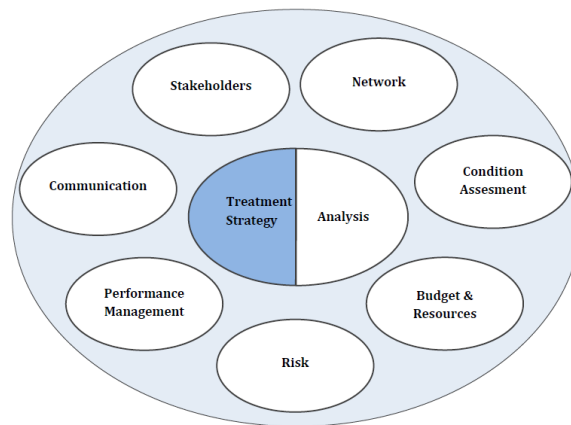 Stakeholders
Network
Communication
Condition
Assesment
Treatment
Strategy
Analysis
Performance
Management
Budget &
Resources
Risk